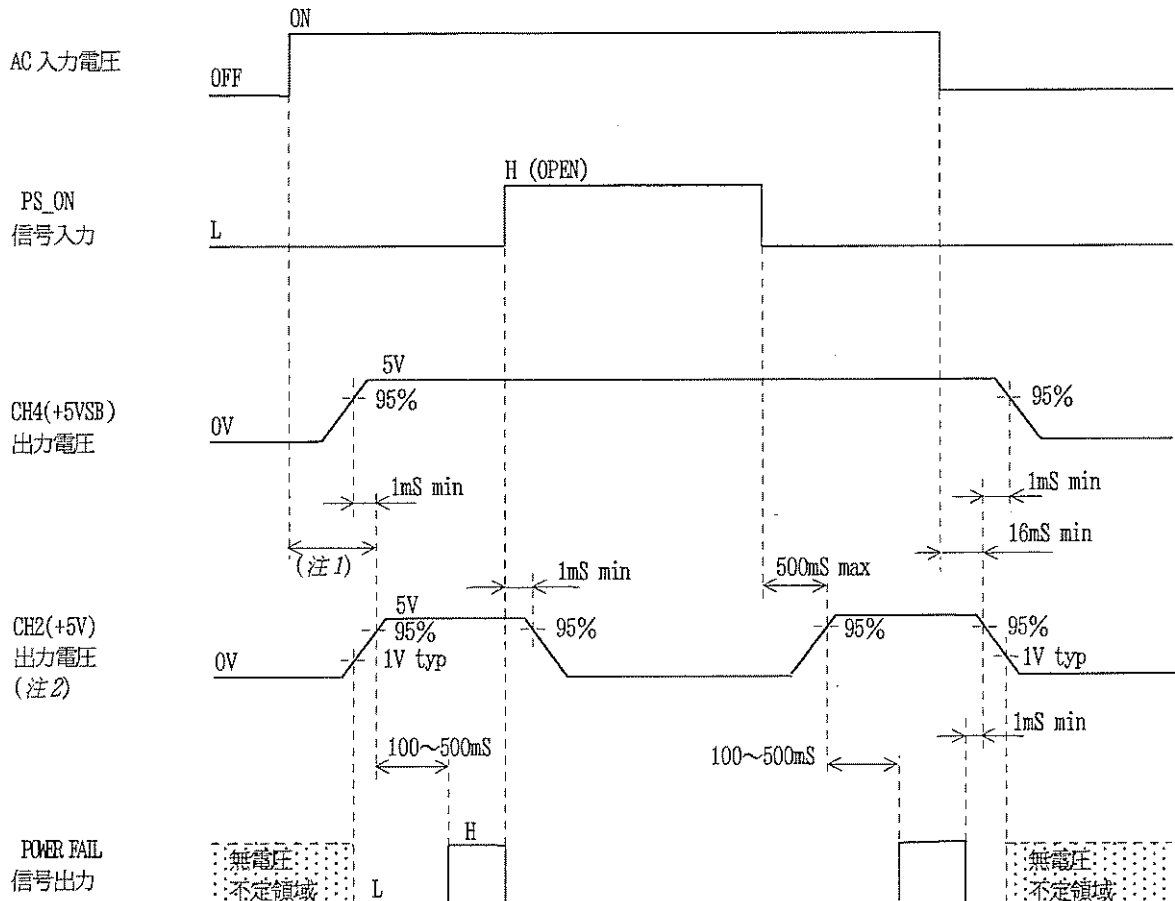 ON
AC 入力電圧
OFF
H (OPEN)
PS_ON
信号入力
L
5V
95%
95%
CH4(+5VSB)
出力電圧
0V
1mS min
1mS min
16mS min
(注1)
1mS min
500mS max
5V
CH2(+5V)
出力電圧
(注2)
95%
95%
95%
95%
0V
1V typ
1V typ
1mS min
100～500mS
100～500mS
H
POWER FAIL
信号出力
無電圧
不定領域
L
無電圧
不定領域